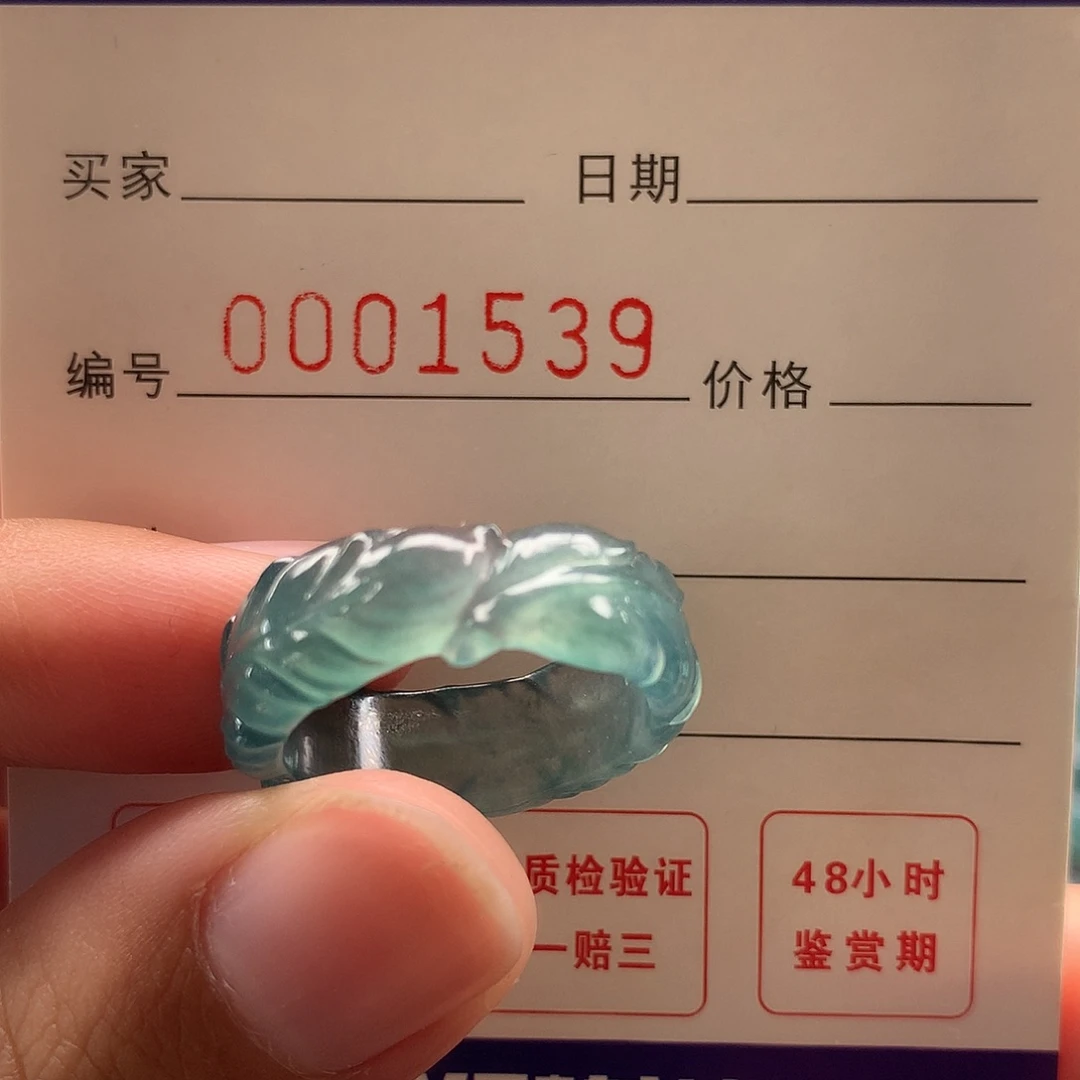 买家 日期
编号 0001539 价格
质检验证 48小时
一赔三 鉴赏期